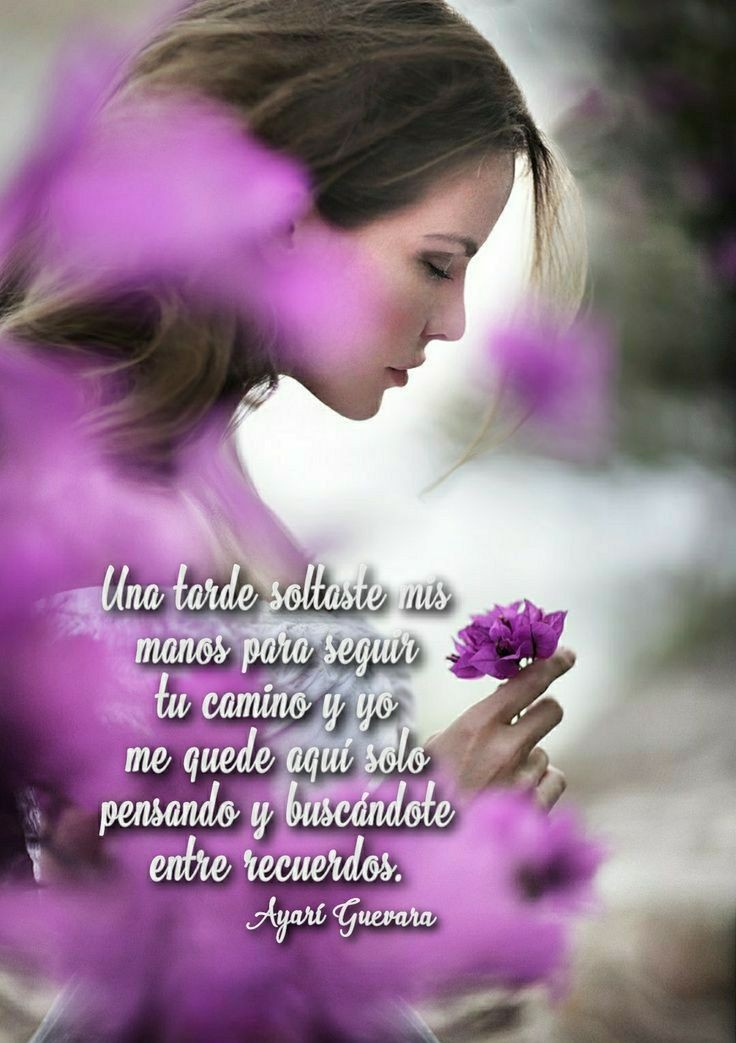 Una tarde soltaste mis
manos para seguir
tu camino y yo
me quede aquí solo
pensando y buscándote
entre recuerdos.
Ayarí Guevara